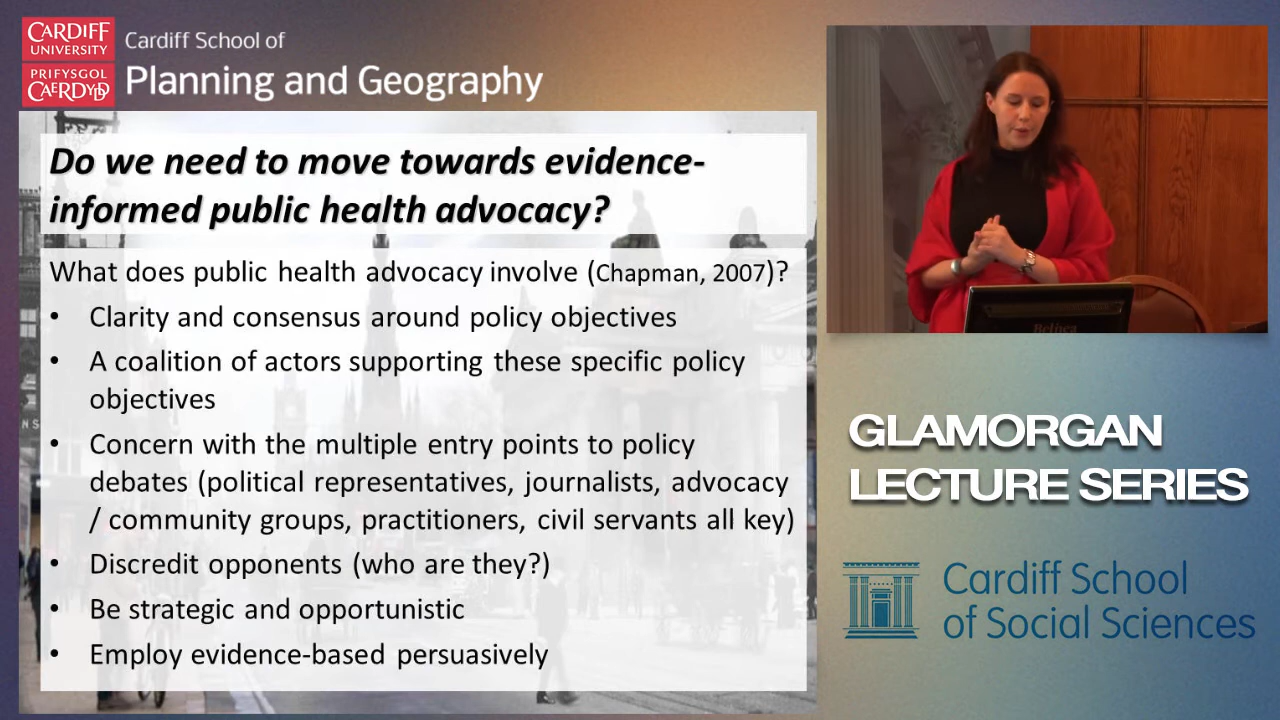 CARDIFF
UNIVERSITY
PRIFYSGOL
CAERDYDD
Cardiff School of
Planning and Geography
Do we need to move towards evidence-
informed public health advocacy?
What does public health advocacy involve (Chapman, 2007)?
• Clarity and consensus around policy objectives
• A coalition of actors supporting these specific policy
objectives
• Concern with the multiple entry points to policy
debates (political representatives, journalists, advocacy
/ community groups, practitioners, civil servants all key)
• Discredit opponents (who are they?)
• Be strategic and opportunistic
• Employ evidence-based persuasively
Belinea
GLAMORGAN
LECTURE SERIES
Cardiff School
of Social Sciences